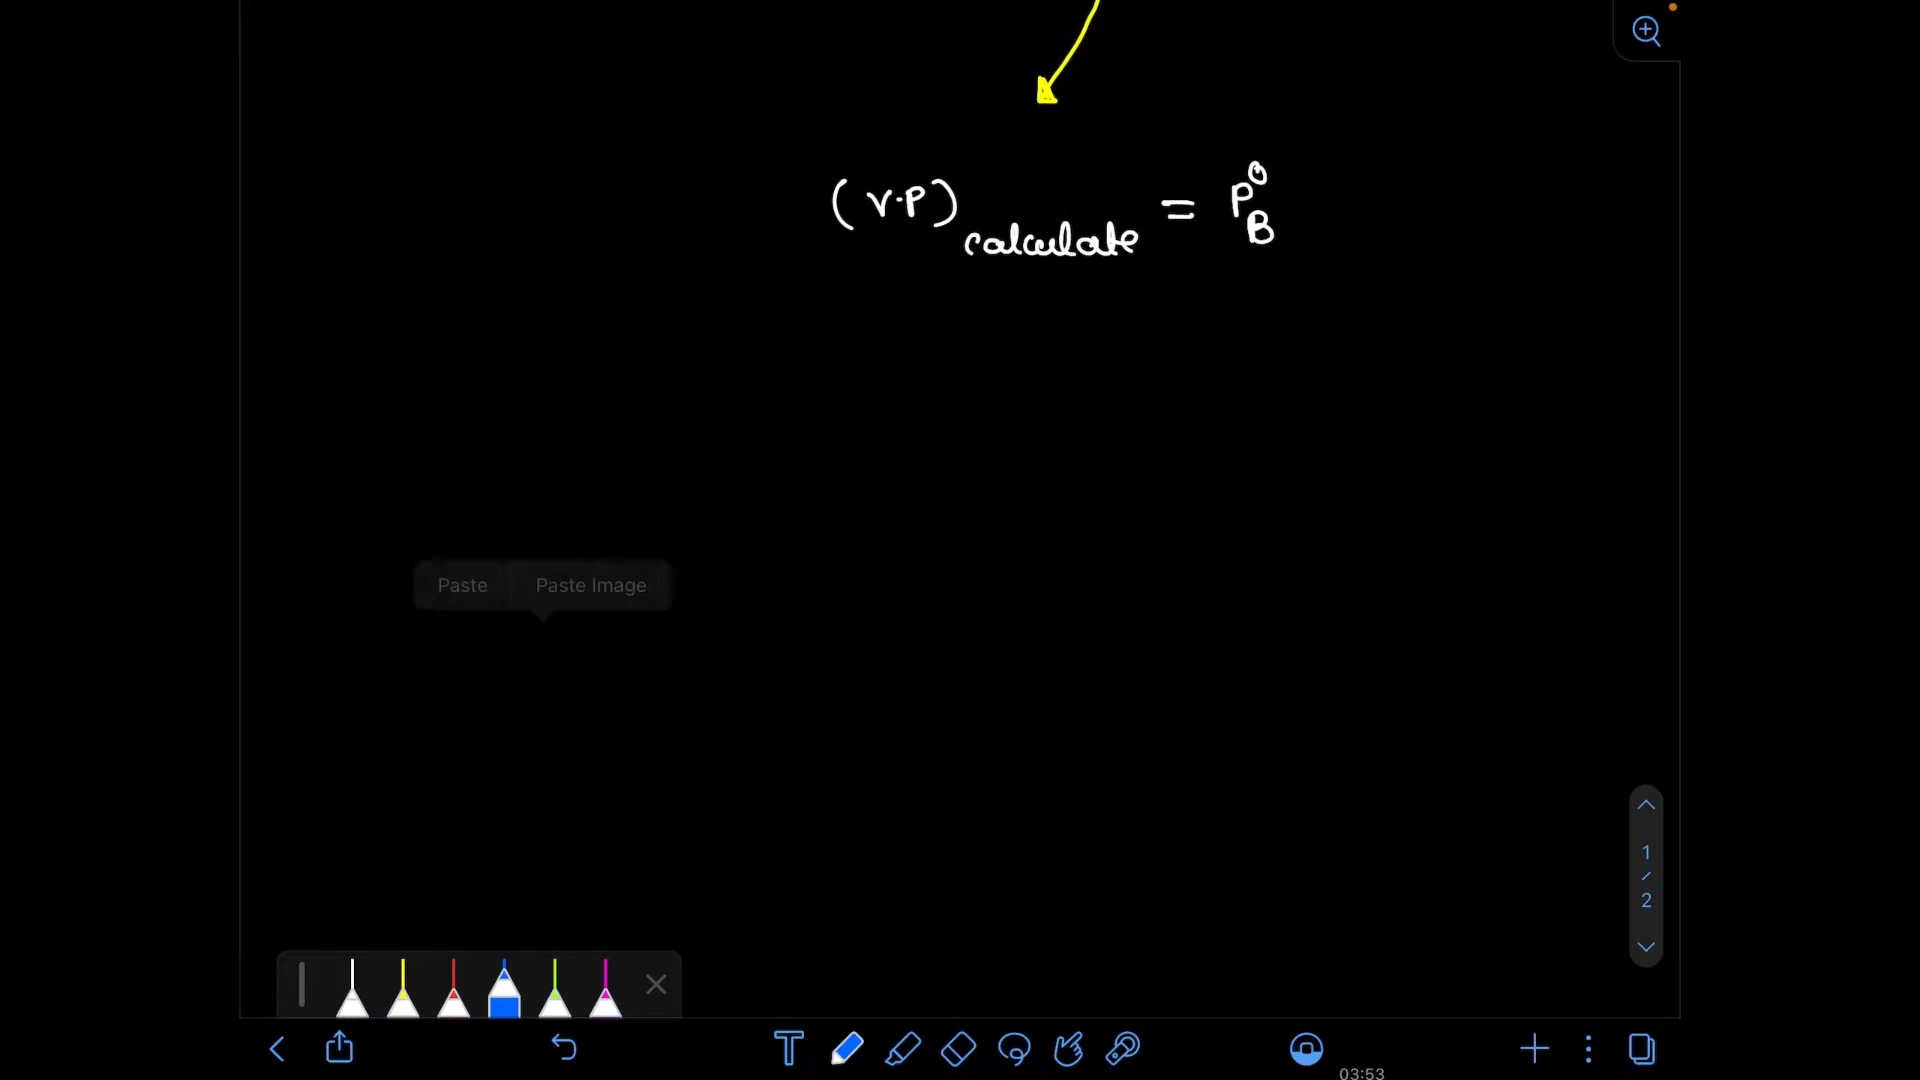 (V.P) calculate = P°B
Paste Paste Image
1
/
2
T
03:53